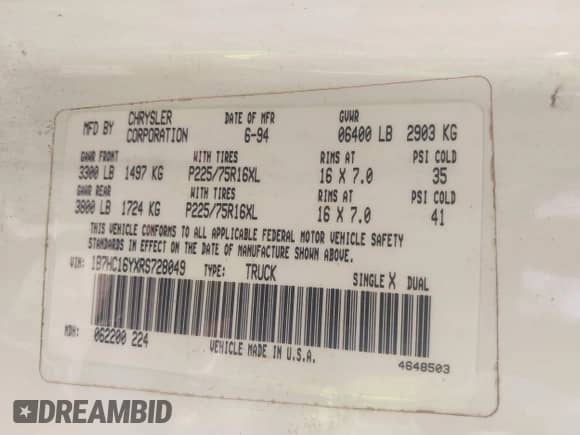 MFD BY CHRYSLER CORPORATION DATE OF MFR 6-94 GVWR 06400 LB 2903 KG
GAWR FRONT WITH TIRES RIMS AT PSI COLD
3300 LB 1497 KG P225/75R16XL 16 X 7.0 35
GAWR REAR WITH TIRES RIMS AT PSI COLD
3800 LB 1724 KG P225/75R16XL 16 X 7.0 41
THIS VEHICLE CONFORMS TO ALL APPLICABLE FEDERAL MOTOR VEHICLE SAFETY
STANDARDS IN EFFECT ON THE DATE OF MANUFACTURE SHOWN ABOVE.
VIN: 1B7HC16YXRS728049 TYPE: TRUCK SINGLE X DUAL
MDH: 062200 224
VEHICLE MADE IN U.S.A.
4648503
DREAMBID